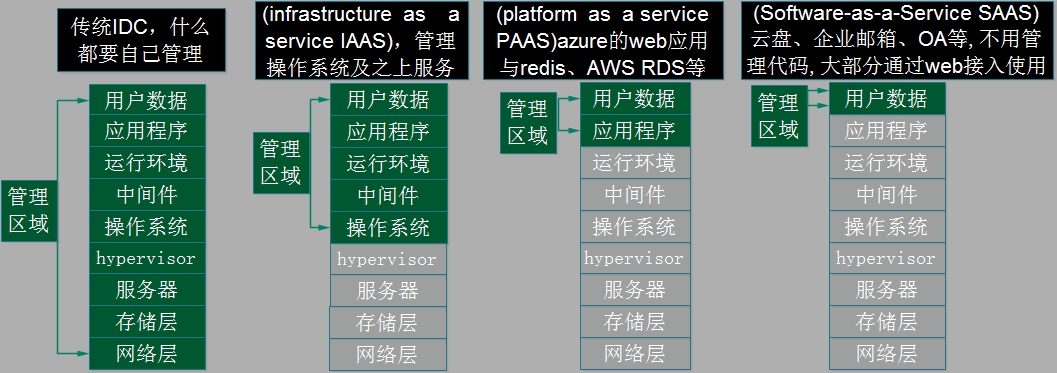 传统IDC，什么
都要自己管理
管理
区域
用户数据
应用程序
运行环境
中间件
操作系统
hypervisor
服务器
存储层
网络层
(infrastructure as a
service IAAS)，管理
操作系统及之上服务
管理
区域
用户数据
应用程序
运行环境
中间件
操作系统
hypervisor
服务器
存储层
网络层
(platform as a service
PAAS)azure的web应用
与redis、AWS RDS等
管理
区域
用户数据
应用程序
运行环境
中间件
操作系统
hypervisor
服务器
存储层
网络层
(Software-as-a-Service SAAS)
云盘、企业邮箱、OA等, 不用管
理代码, 大部分通过web接入使用
管理
区域
用户数据
应用程序
运行环境
中间件
操作系统
hypervisor
服务器
存储层
网络层